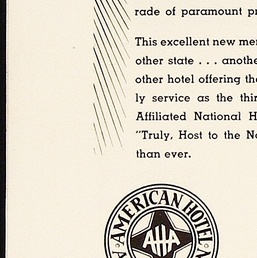 rade of paramount pr
This excellent new mer
other state . . . anothe
other hotel offering the
ly service as the thir
Affiliated National H
"Truly, Host to the Na
than ever.
AMERICAN HOTEL
AHA